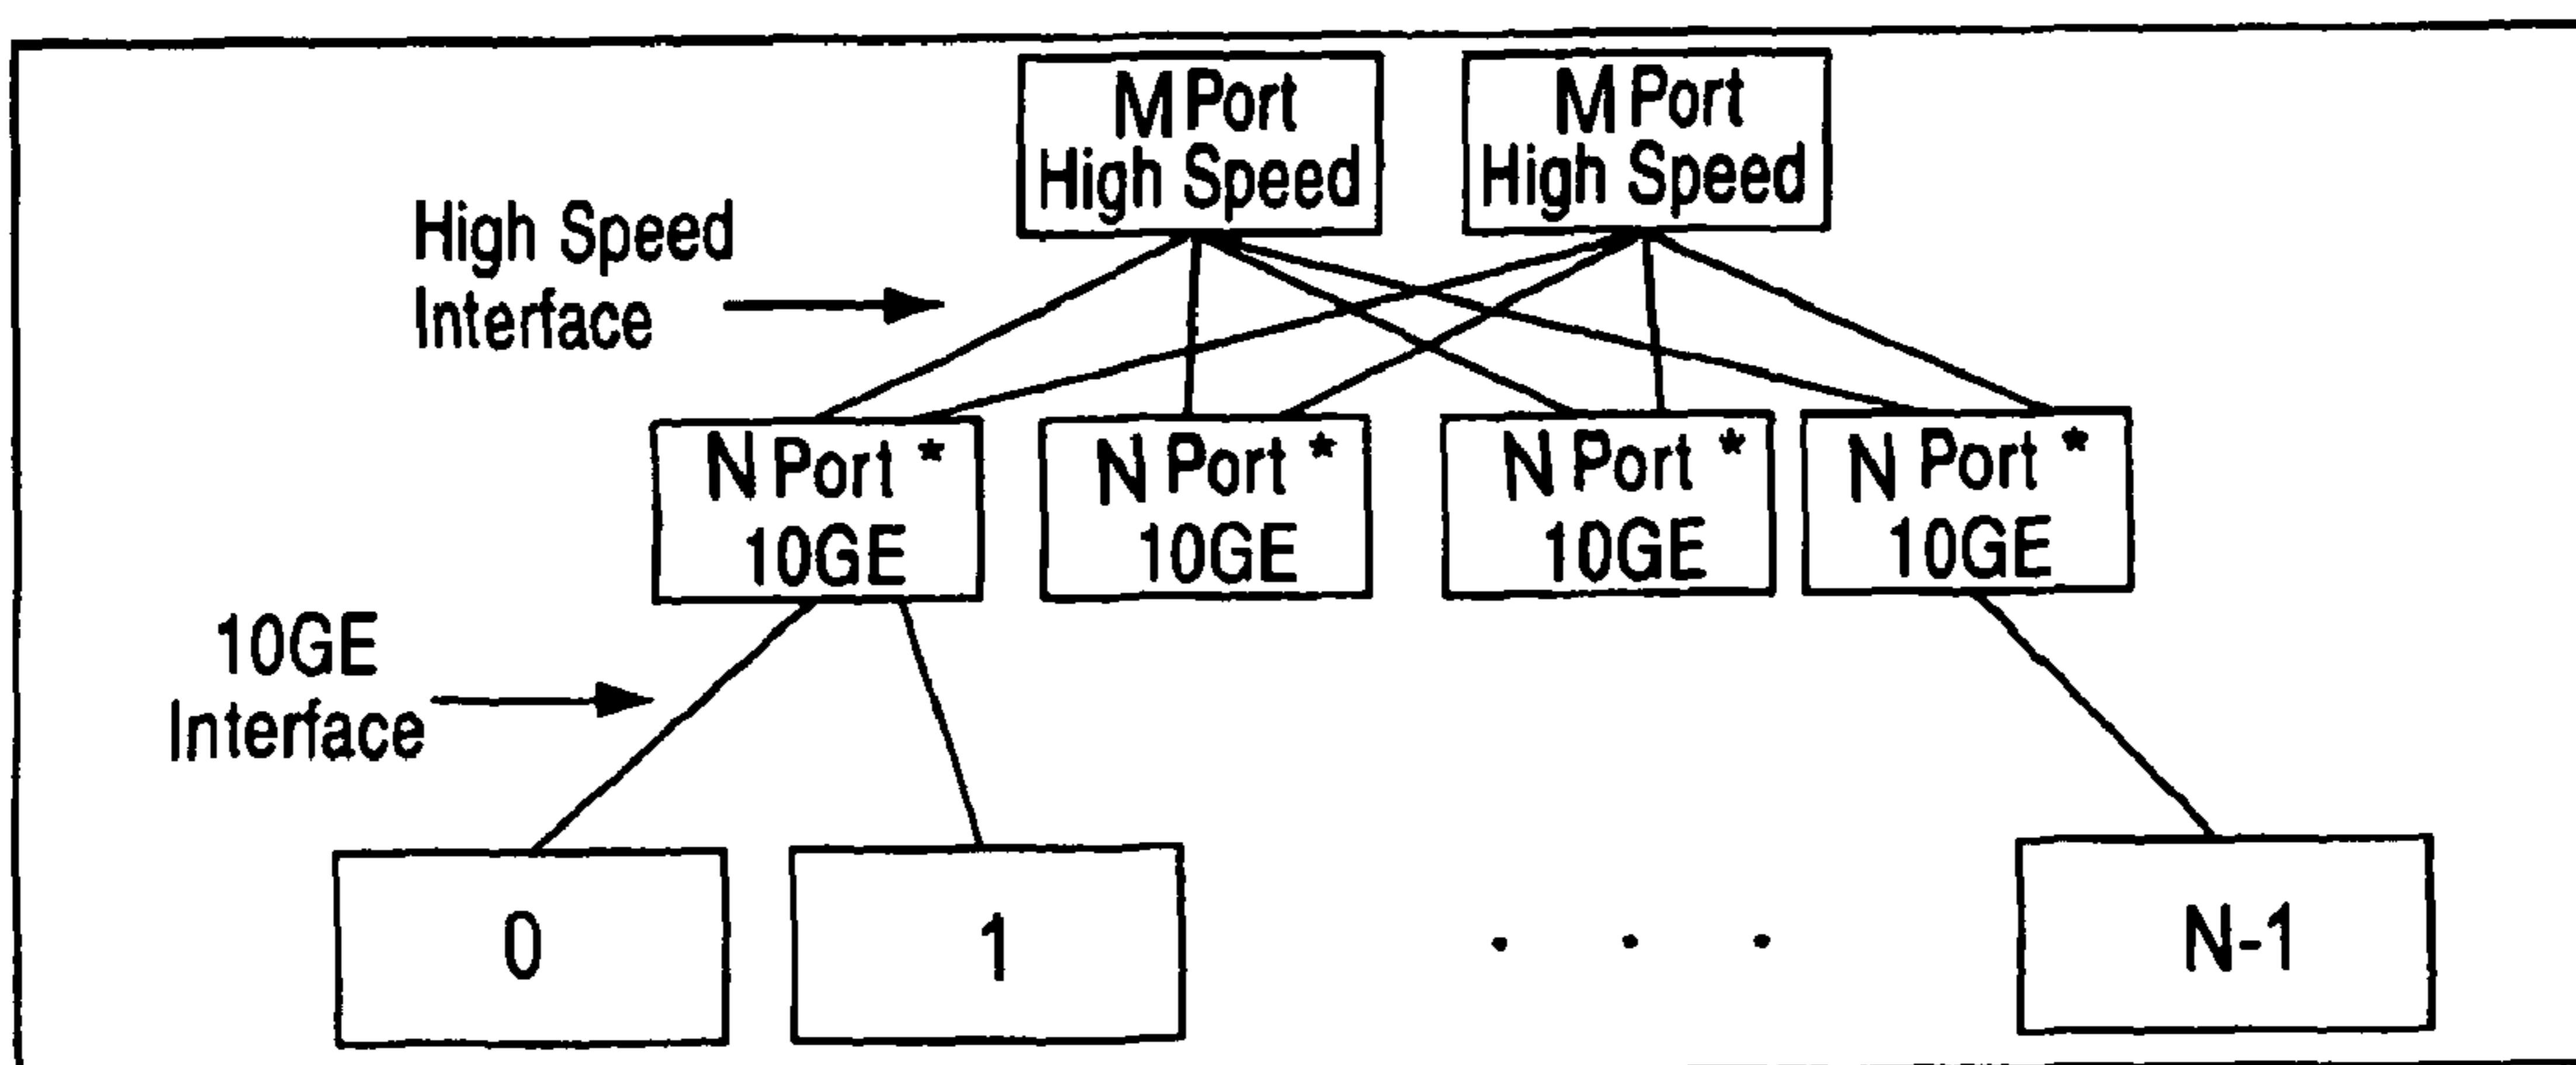 M Port
High Speed
M Port
High Speed
High Speed
Interface
N Port *
10GE
N Port *
10GE
N Port *
10GE
N Port *
10GE
10GE
Interface
0
1
. . .
N-1